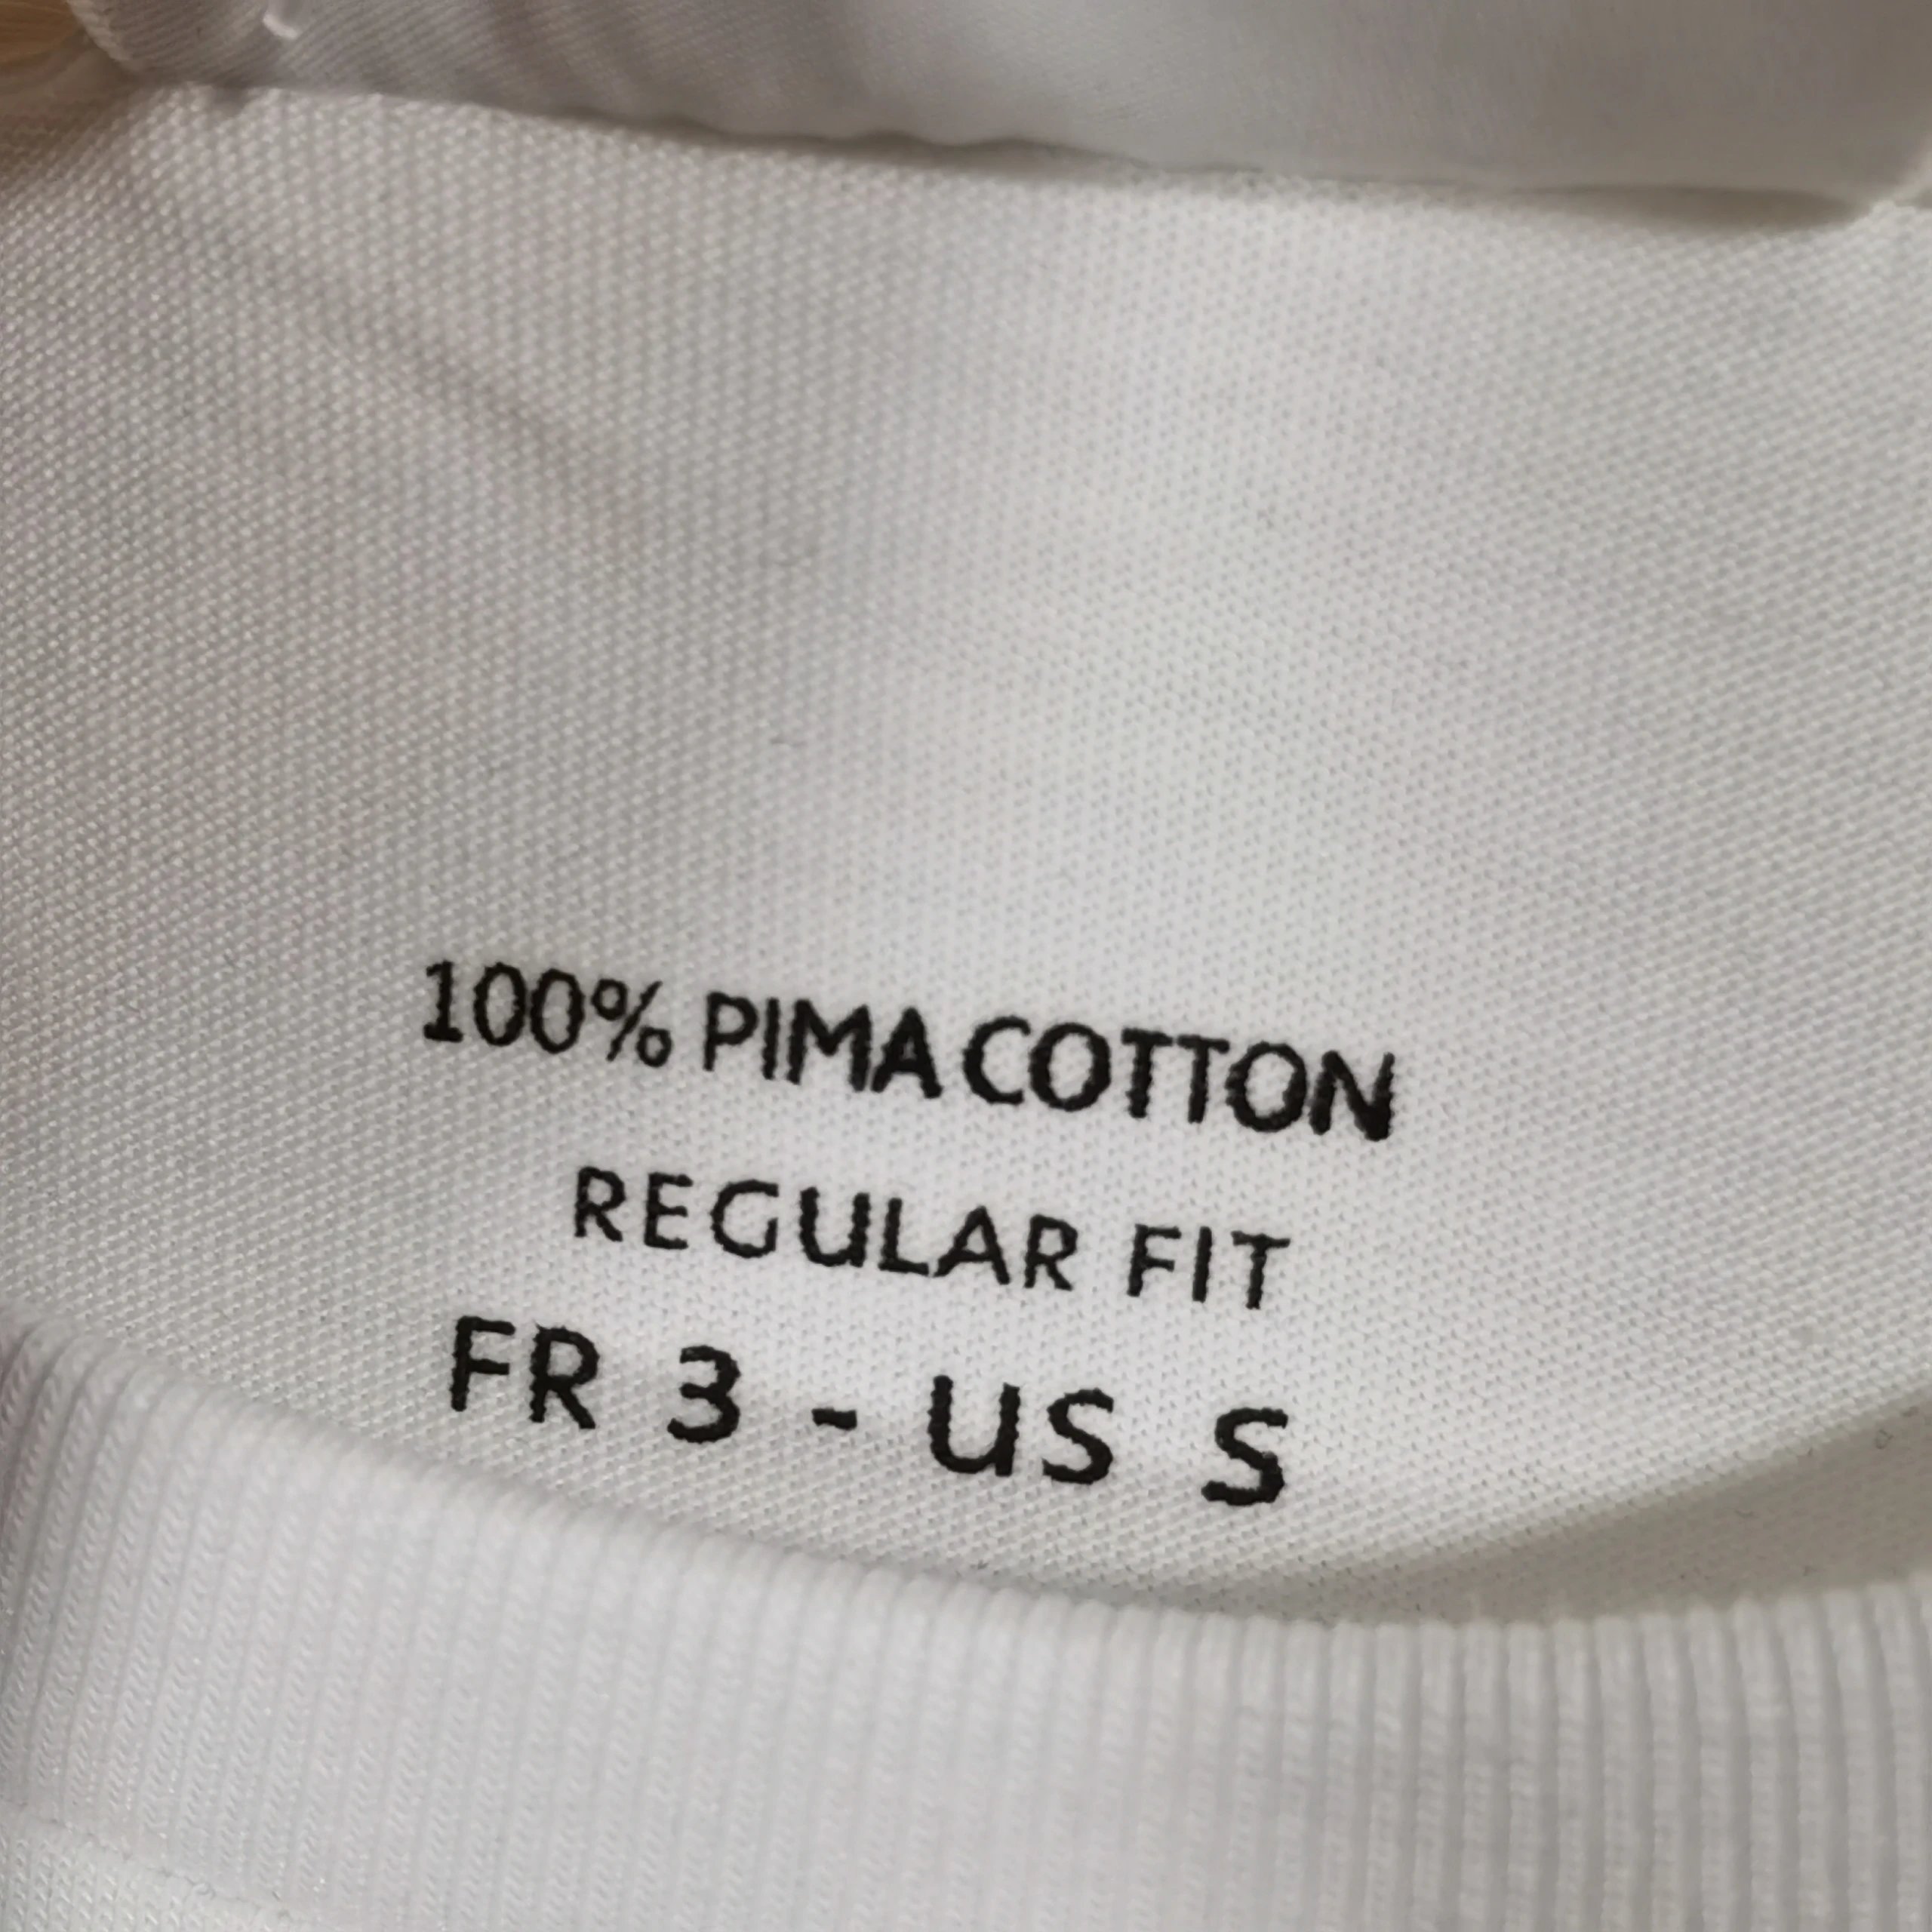 100% PIMA COTTON
REGULAR FIT
FR 3 - US S